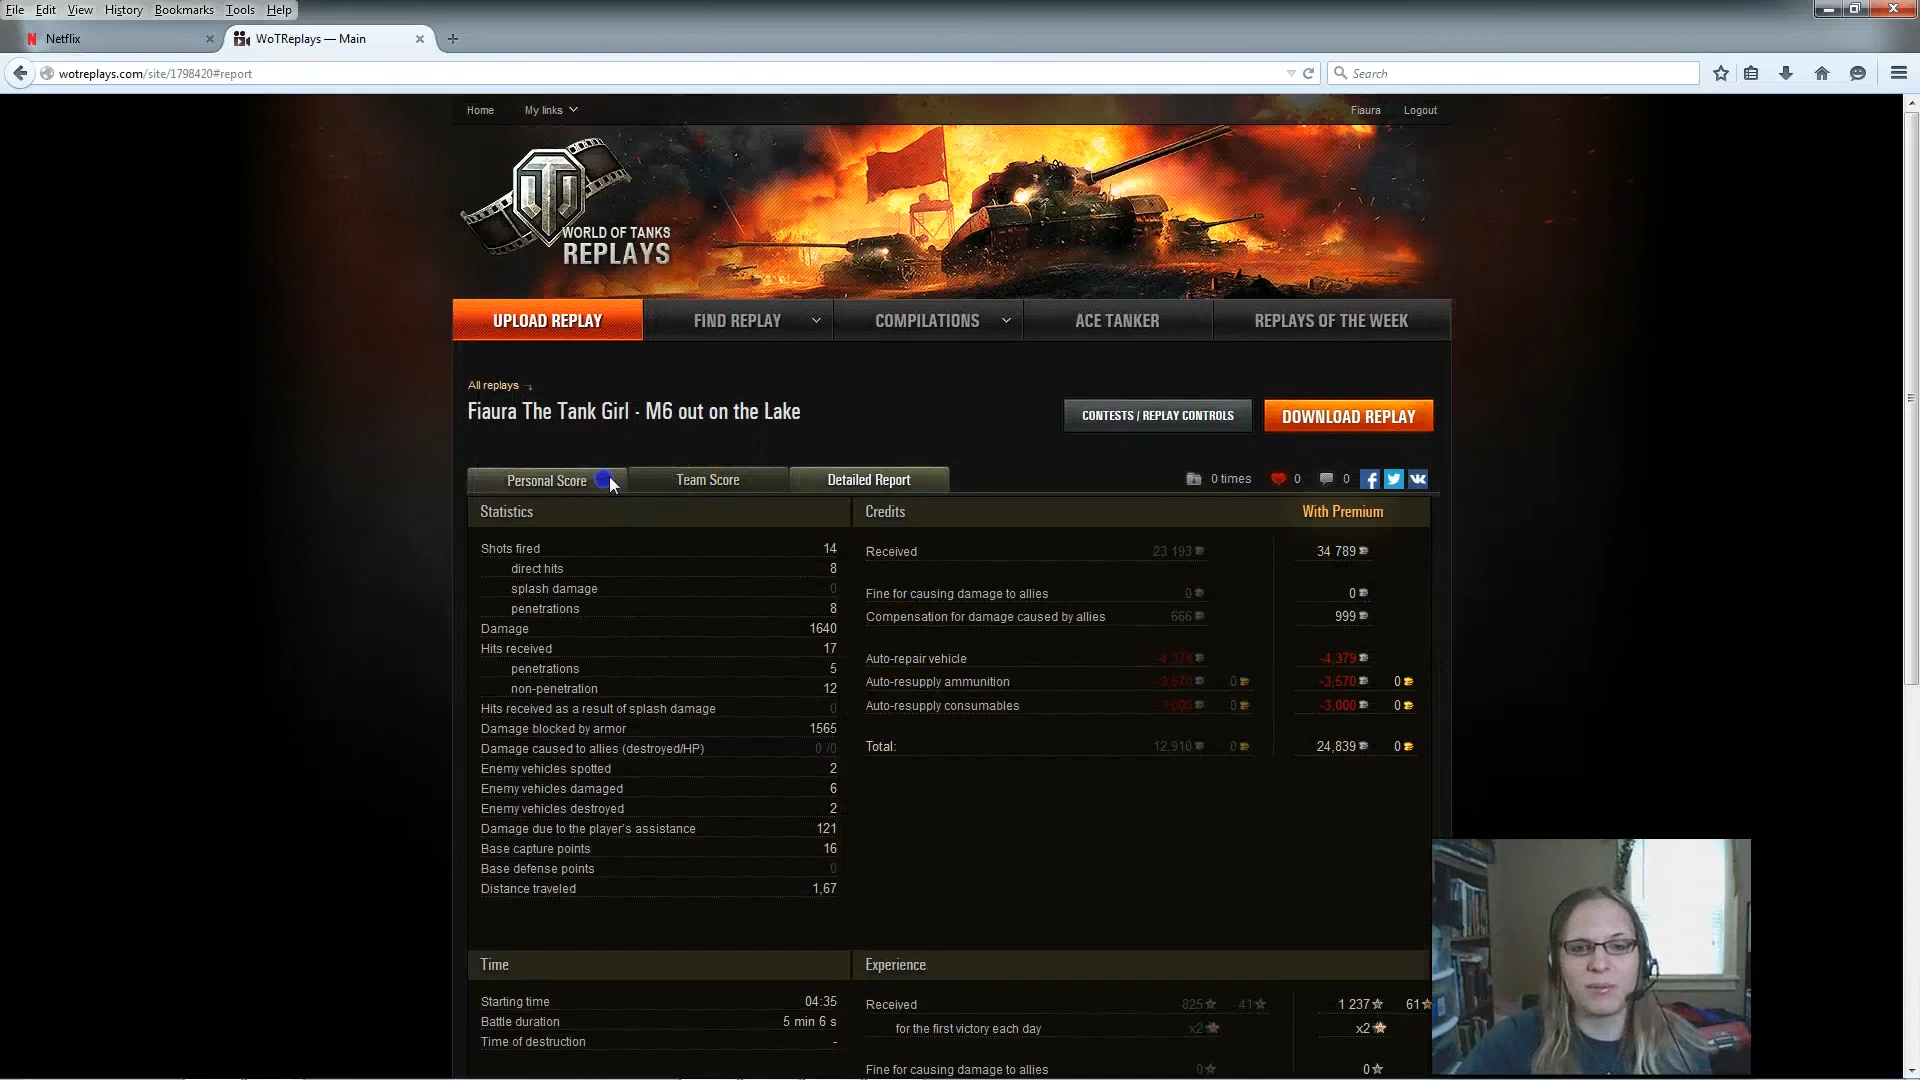 File Edit View History Bookmarks Tools Help
Netflix
WoTReplays — Main
wotreplays.com/site/1798420#report
Search
Home My links Fiaura Logout
WORLD OF TANKS
REPLAYS
UPLOAD REPLAY FIND REPLAY COMPILATIONS ACE TANKER REPLAYS OF THE WEEK
All replays →
Fiaura The Tank Girl - M6 out on the Lake
CONTESTS / REPLAY CONTROLS DOWNLOAD REPLAY
Personal Score Team Score Detailed Report 0 times 0 0
Statistics Credits With Premium
Shots fired 14
direct hits 8
splash damage 0
penetrations 8
Damage 1640
Hits received 17
penetrations 5
non-penetration 12
Hits received as a result of splash damage 0
Damage blocked by armor 1565
Damage caused to allies (destroyed/HP) 0 /0
Enemy vehicles spotted 2
Enemy vehicles damaged 6
Enemy vehicles destroyed 2
Damage due to the player's assistance 121
Base capture points 16
Base defense points 0
Distance traveled 1,67
Received 23 193 34 789
Fine for causing damage to allies 0 0
Compensation for damage caused by allies 666 999
Auto-repair vehicle -4,379 -4,379
Auto-resupply ammunition -3,570 0 -3,570 0
Auto-resupply consumables -3,000 0 -3,000 0
Total: 12,910 0 24,839 0
Time Experience
Starting time 04:35
Battle duration 5 min 6 s
Time of destruction -
Received 825 41 1 237 61
for the first victory each day x2 x2
Fine for causing damage to allies 0 0